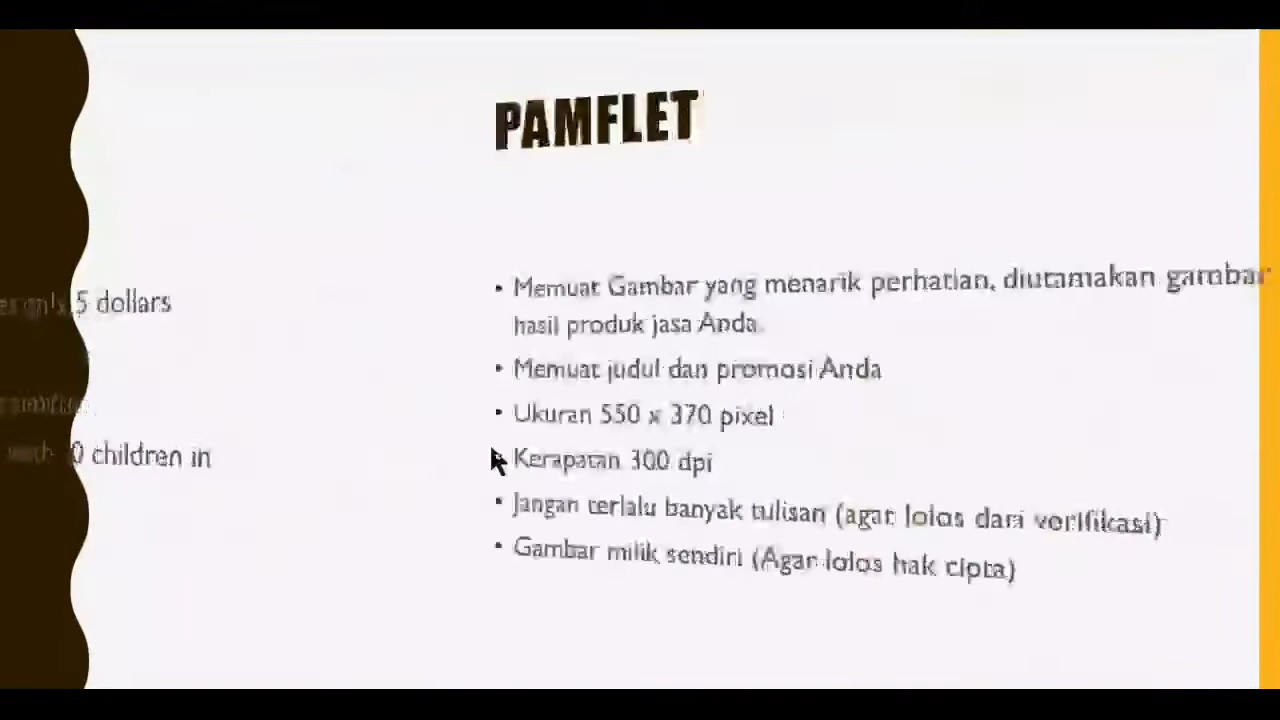 PAMFLET
5 dollars
0 children in
• Memuat Gambar yang menarik perhatian, diutamakan gambar
hasil produk jasa Anda.
• Memuat judul dan promosi Anda
• Ukuran 550 x 370 pixel
• Kerapatan 300 dpi
• Jangan terlalu banyak tulisan (agar lolos dari verifikasi)
• Gambar milik sendiri (Agar lolos hak cipta)